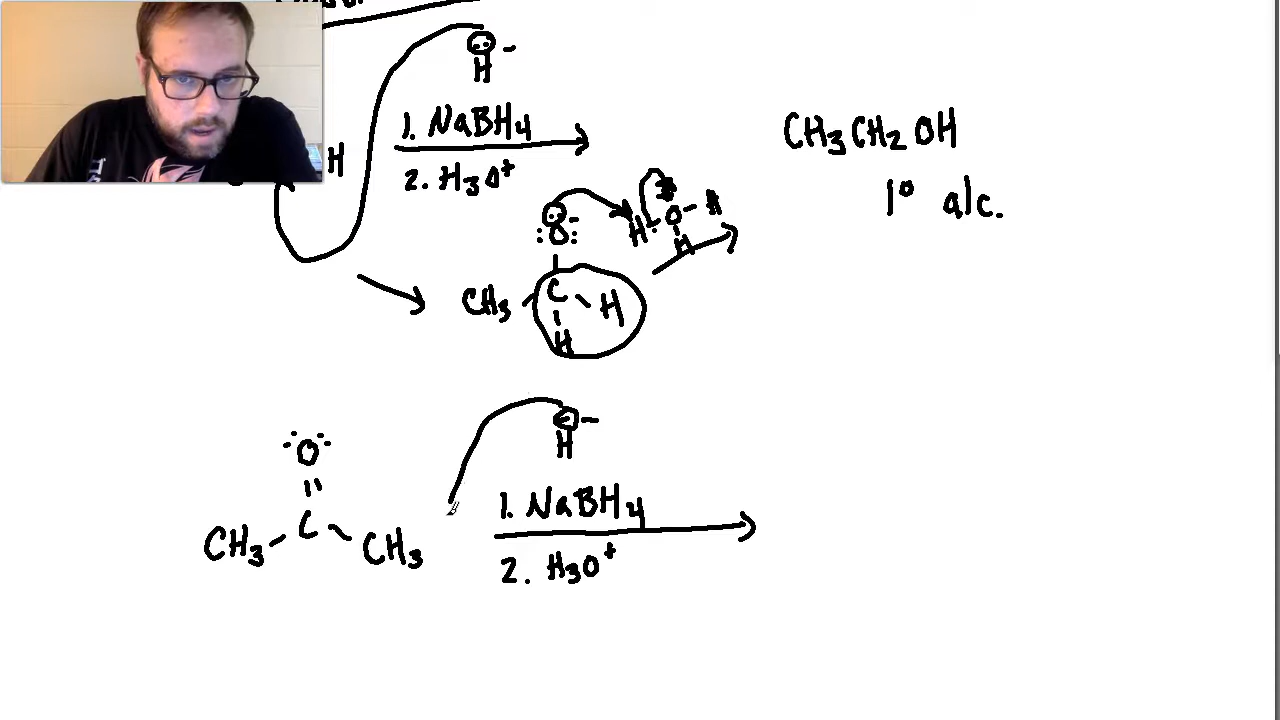 H -
H
1. NaBH4
2. H3O+
CH3CH2OH
1° alc.
:O: -
H O - H
H
CH3 C H
H
H -
:O:
C
CH3 CH3
1. NaBH4
2. H3O+